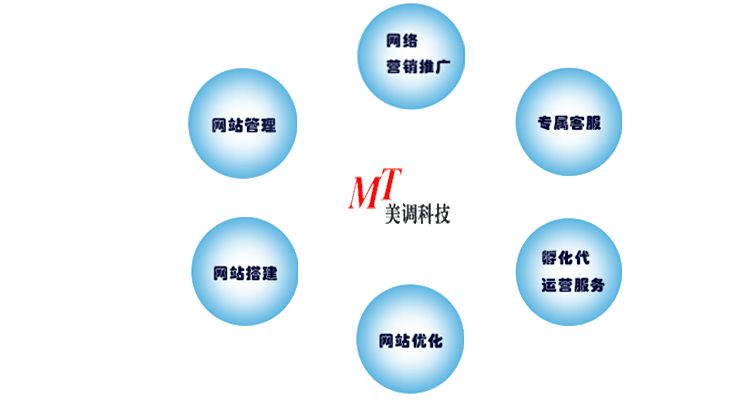 网络
营销推广
网站管理
专属客服
MT
美调科技
网站搭建
孵化代
运营服务
网站优化